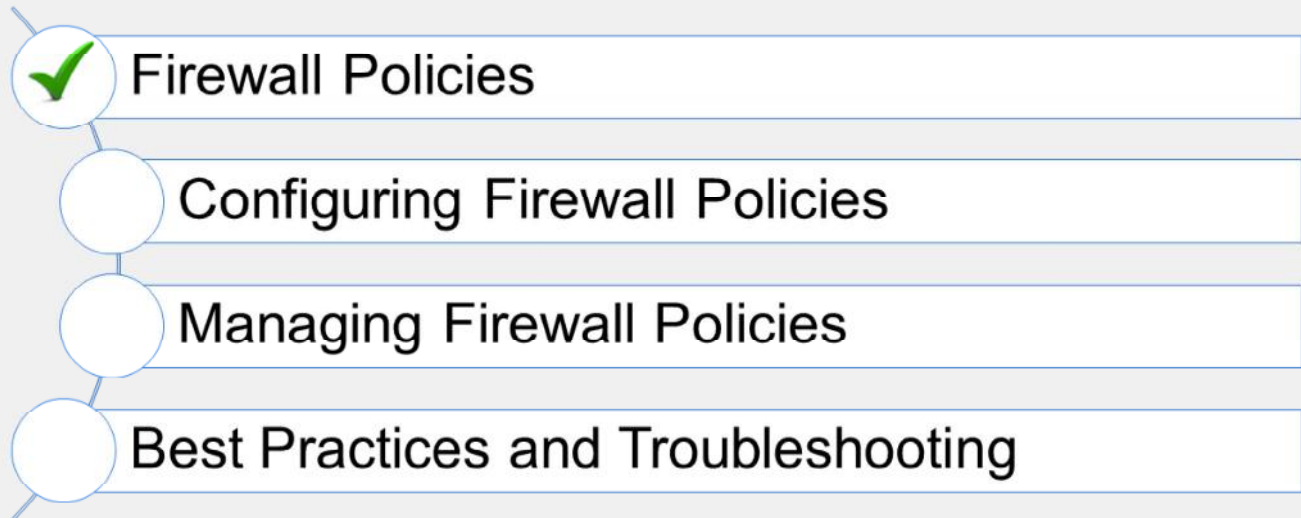 Firewall Policies
Configuring Firewall Policies
Managing Firewall Policies
Best Practices and Troubleshooting